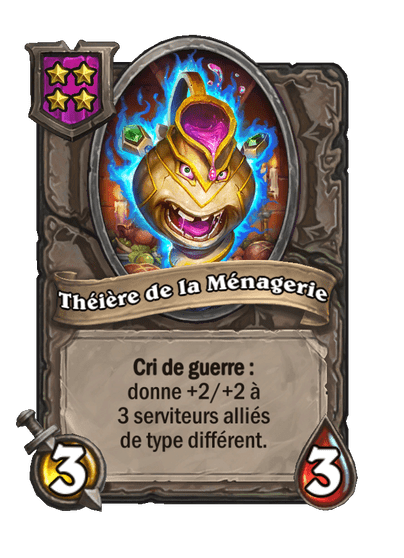 Théière de la Ménagerie
Cri de guerre :
donne +2/+2 à
3 serviteurs alliés
de type différent.
3
3